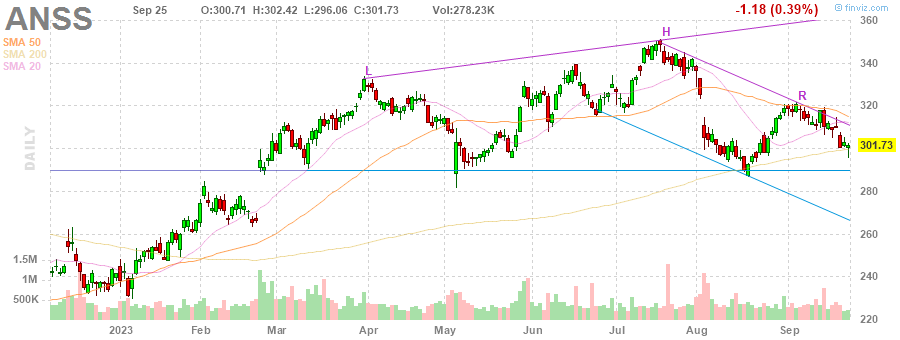 ANSS
Sep 25 O:300.71 H:302.42 L:296.06 C:301.73 Vol:278.23K -1.18 (0.39%) © finviz.com
SMA 50
SMA 200
SMA 20
DAILY
L
H
R
360
340
320
301.73
280
260
240
220
1.5M
1M
500K
2023 Feb Mar Apr May Jun Jul Aug Sep